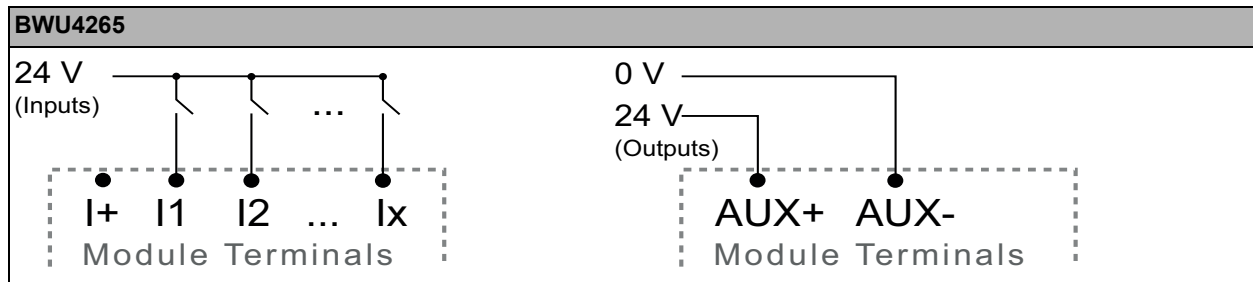 BWU4265
24 V
(Inputs)
...
I+ I1 I2 ... Ix
Module Terminals
0 V
24 V
(Outputs)
AUX+ AUX-
Module Terminals